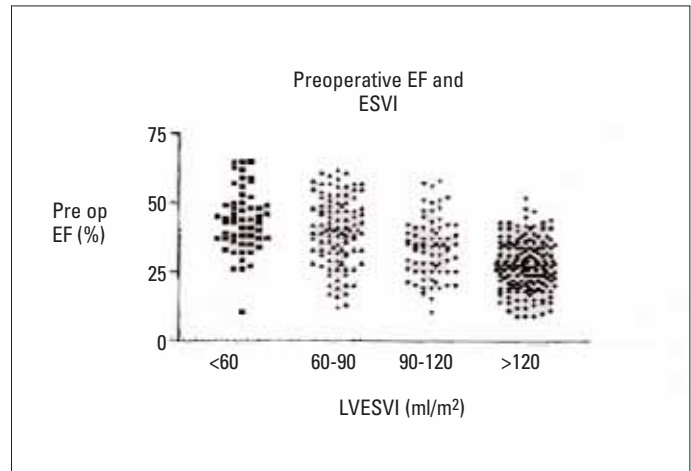 Preoperative EF and
ESVI
75
50
25
0
Pre op
EF (%)
<60 60-90 90-120 >120
LVESVI (ml/m²)